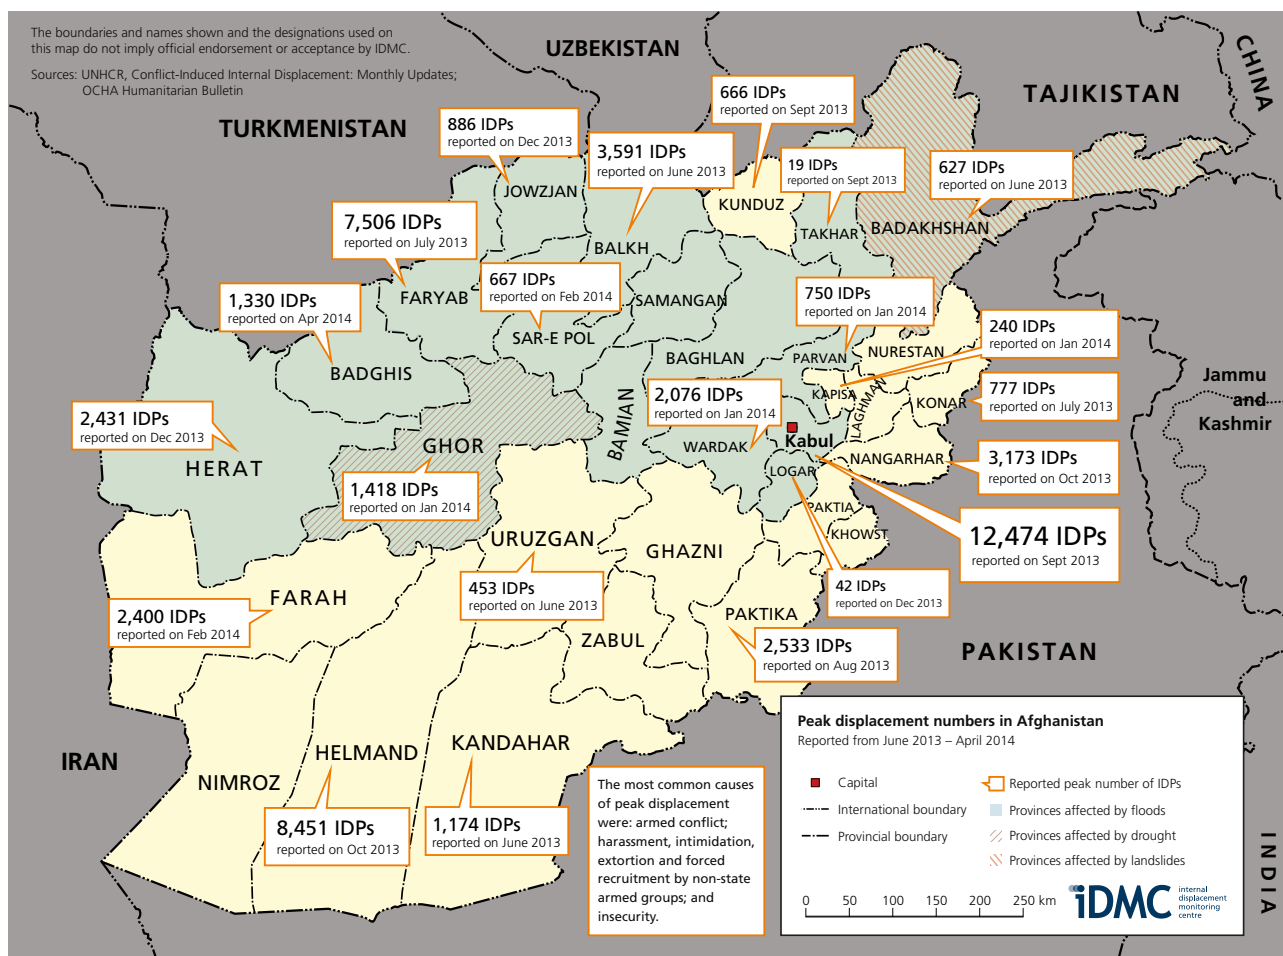 The boundaries and names shown and the designations used on
this map do not imply official endorsement or acceptance by IDMC.
Sources: UNHCR, Conflict-Induced Internal Displacement: Monthly Updates;
OCHA Humanitarian Bulletin
UZBEKISTAN
CHINA
TAJIKISTAN
TURKMENISTAN
666 IDPs
reported on Sept 2013
886 IDPs
reported on Dec 2013
3,591 IDPs
reported on June 2013
19 IDPs
reported on Sept 2013
627 IDPs
reported on June 2013
JOWZJAN
KUNDUZ
7,506 IDPs
reported on July 2013
BALKH
TAKHAR
BADAKHSHAN
667 IDPs
reported on Feb 2014
1,330 IDPs
reported on Apr 2014
FARYAB
SAMANGAN
750 IDPs
reported on Jan 2014
240 IDPs
reported on Jan 2014
SAR-E POL
BAGHLAN
PARVAN
NURESTAN
BADGHIS
Jammu
and
Kashmir
2,076 IDPs
reported on Jan 2014
KAPISA
LAGHMAN
KONAR
777 IDPs
reported on July 2013
2,431 IDPs
reported on Dec 2013
BAMIAN
GHOR
WARDAK
Kabul
HERAT
LOGAR
NANGARHAR
3,173 IDPs
reported on Oct 2013
1,418 IDPs
reported on Jan 2014
PAKTIA
KHOWST
12,474 IDPs
reported on Sept 2013
URUZGAN
GHAZNI
453 IDPs
reported on June 2013
42 IDPs
reported on Dec 2013
FARAH
2,400 IDPs
reported on Feb 2014
PAKTIKA
ZABUL
2,533 IDPs
reported on Aug 2013
PAKISTAN
IRAN
NIMROZ
HELMAND
KANDAHAR
8,451 IDPs
reported on Oct 2013
1,174 IDPs
reported on June 2013
The most common causes
of peak displacement
were: armed conflict;
harassment, intimidation,
extortion and forced
recruitment by non-state
armed groups; and
insecurity.
Peak displacement numbers in Afghanistan
Reported from June 2013 – April 2014
Capital
International boundary
Provincial boundary
Reported peak number of IDPs
Provinces affected by floods
Provinces affected by drought
Provinces affected by landslides
0 50 100 150 200 250 km
iDMC
internal
displacement
monitoring
centre
INDIA